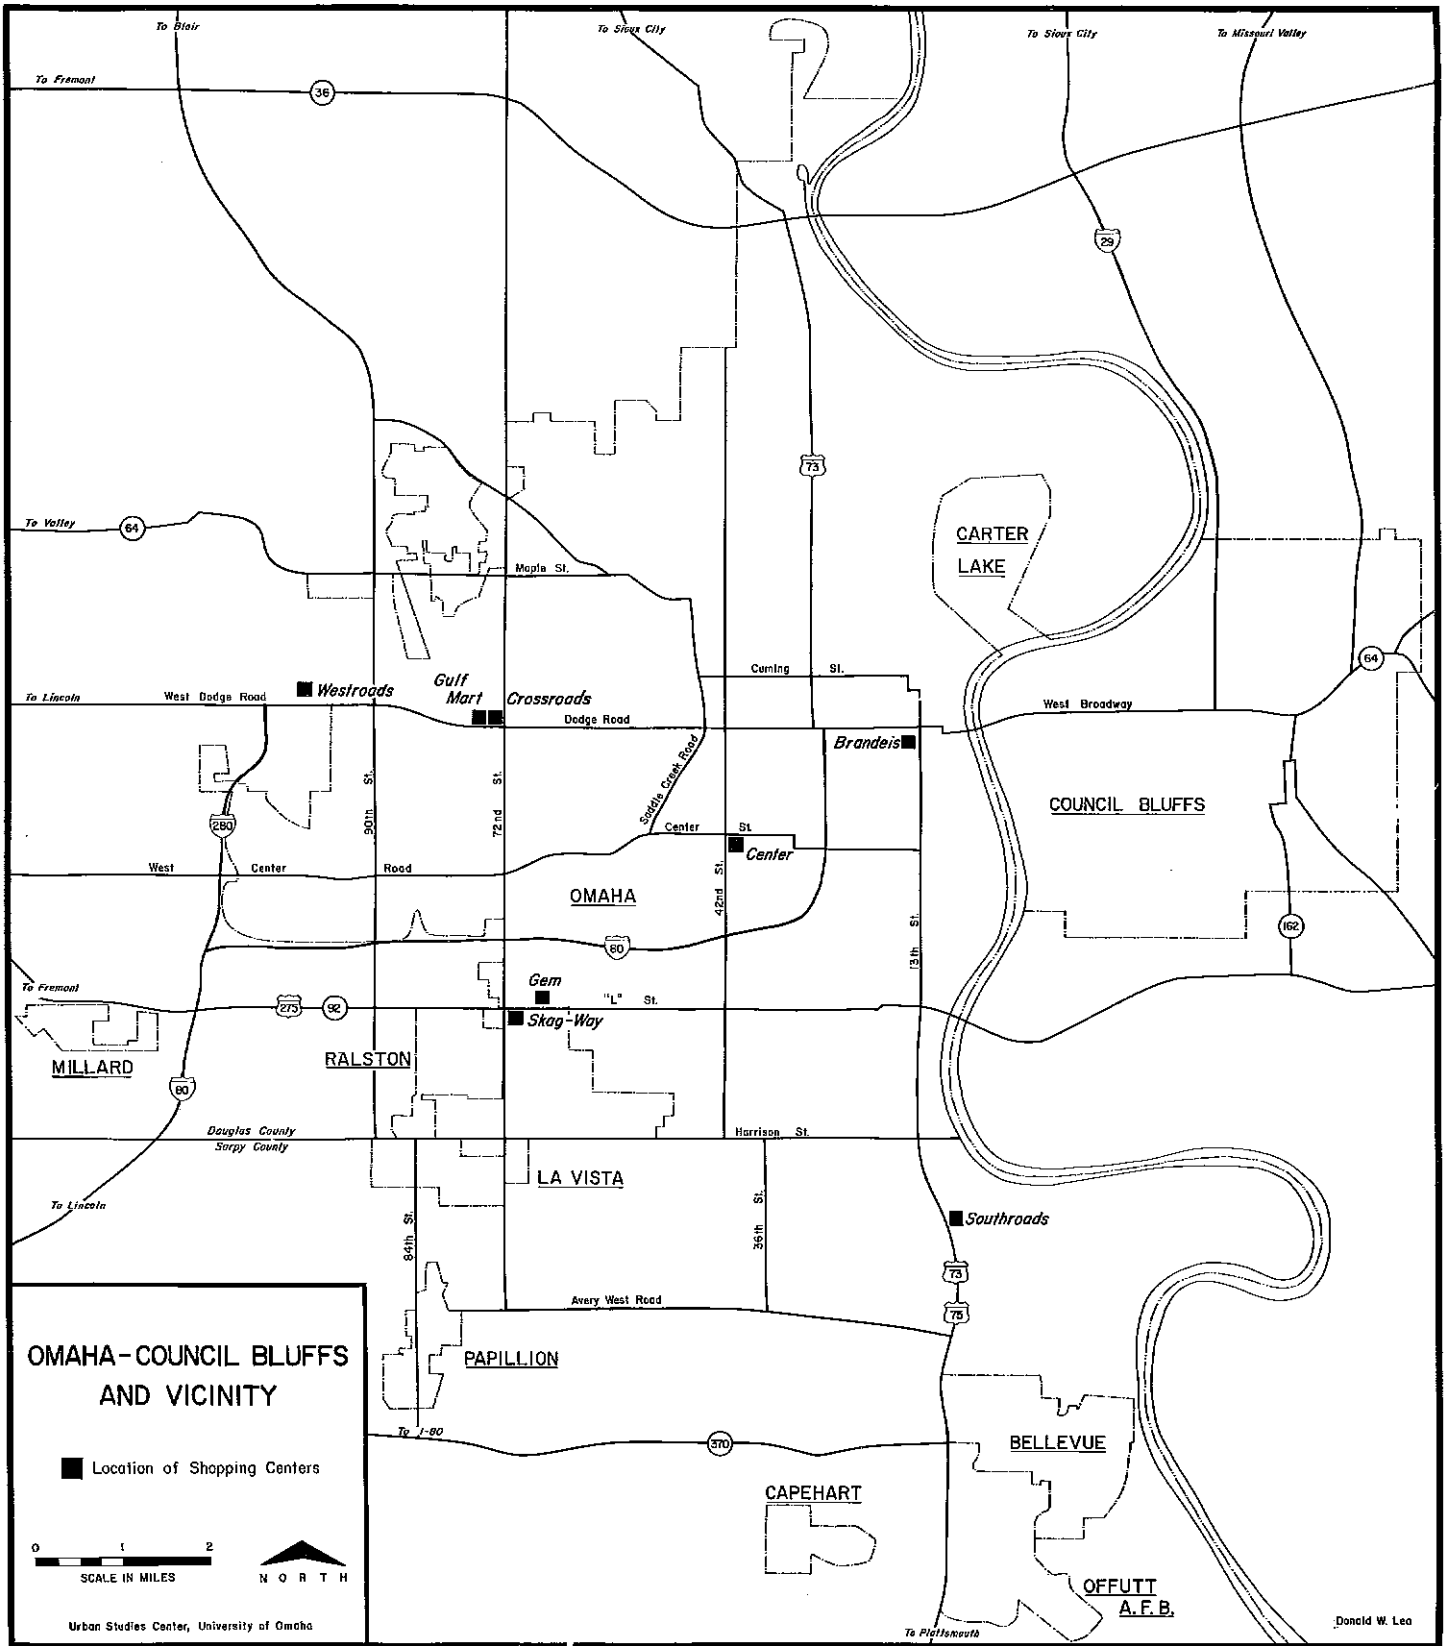 To Blair
To Sioux City
To Sioux City
To Missouri Valley
To Fremont
36
29
73
To Valley
64
CARTER
LAKE
Maple St.
64
Cuming St.
Gulf
Mart
Westroads
Crossroads
To Lincoln
West Dodge Road
Dodge Road
West Broadway
Brandeis
Saddle Creek Road
90th St.
72nd St.
COUNCIL BLUFFS
280
Center St.
Center
West Center Road
42nd St.
OMAHA
13th St.
162
80
To Fremont
Gem
"L" St.
275
92
Skag-Way
RALSTON
MILLARD
80
Douglas County
Sarpy County
Harrison St.
LA VISTA
To Lincoln
84th St.
36th St.
Southroads
73
75
Avery West Road
PAPILLION
OMAHA-COUNCIL BLUFFS
AND VICINITY
To I-80
370
BELLEVUE
Location of Shopping Centers
CAPEHART
0 1 2
SCALE IN MILES
NORTH
OFFUTT
A.F.B.
Urban Studies Center, University of Omaha
To Plattsmouth
Donald W. Lea